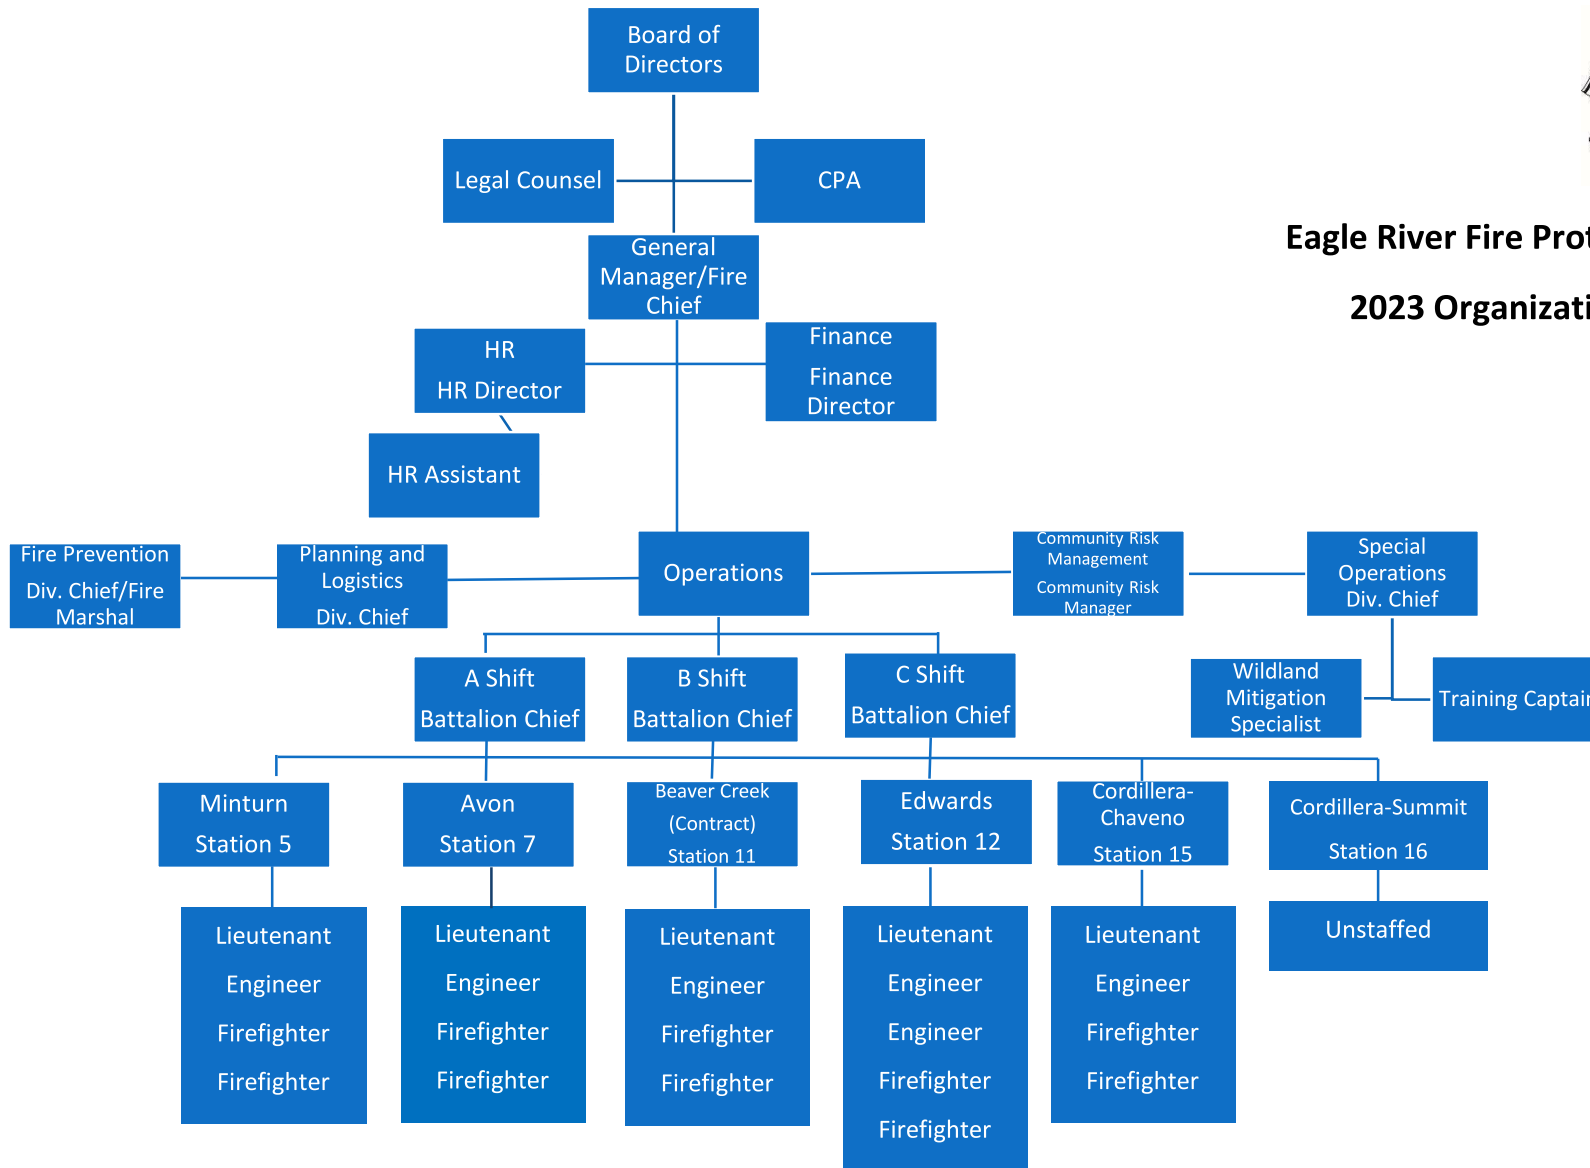 Board of
Directors
Legal Counsel
CPA
General
Manager/Fire
Chief
Eagle River Fire Prot
2023 Organizati
HR
HR Director
Finance
Finance
Director
HR Assistant
Fire Prevention
Div. Chief/Fire
Marshal
Planning and
Logistics
Div. Chief
Operations
Community Risk
Management
Community Risk
Manager
Special
Operations
Div. Chief
A Shift
Battalion Chief
B Shift
Battalion Chief
C Shift
Battalion Chief
Wildland
Mitigation
Specialist
Training Captain
Minturn
Station 5
Avon
Station 7
Beaver Creek
(Contract)
Station 11
Edwards
Station 12
Cordillera-
Chaveno
Station 15
Cordillera-Summit
Station 16
Lieutenant
Engineer
Firefighter
Firefighter
Lieutenant
Engineer
Firefighter
Firefighter
Lieutenant
Engineer
Firefighter
Firefighter
Lieutenant
Engineer
Engineer
Firefighter
Firefighter
Lieutenant
Engineer
Firefighter
Firefighter
Unstaffed